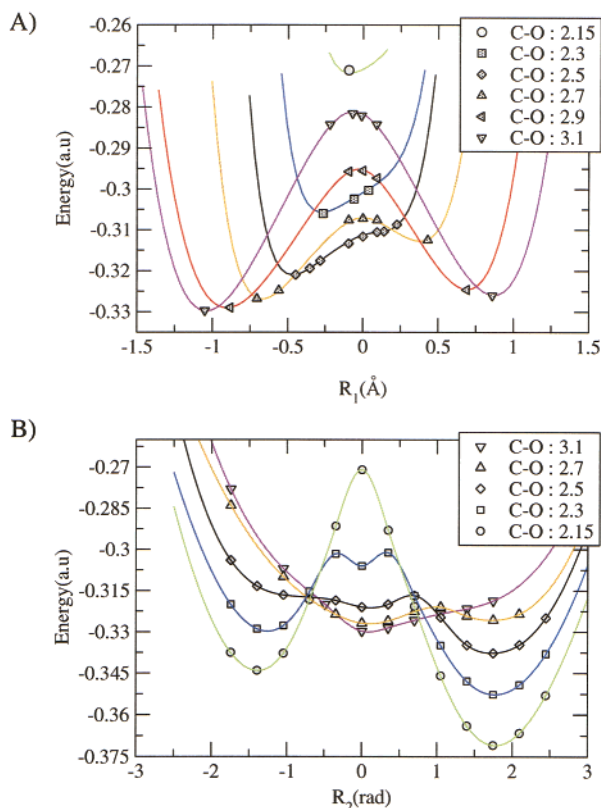 A)
Energy(a.u)
-0.26
-0.27
-0.28
-0.29
-0.3
-0.31
-0.32
-0.33
-1.5
-1
-0.5
0
0.5
1
1.5
R1(Å)
C-O : 2.15
C-O : 2.3
C-O : 2.5
C-O : 2.7
C-O : 2.9
C-O : 3.1
B)
Energy(a.u)
-0.27
-0.285
-0.3
-0.315
-0.33
-0.345
-0.36
-0.375
-3
-2
-1
0
1
2
3
R2(rad)
C-O : 3.1
C-O : 2.7
C-O : 2.5
C-O : 2.3
C-O : 2.15